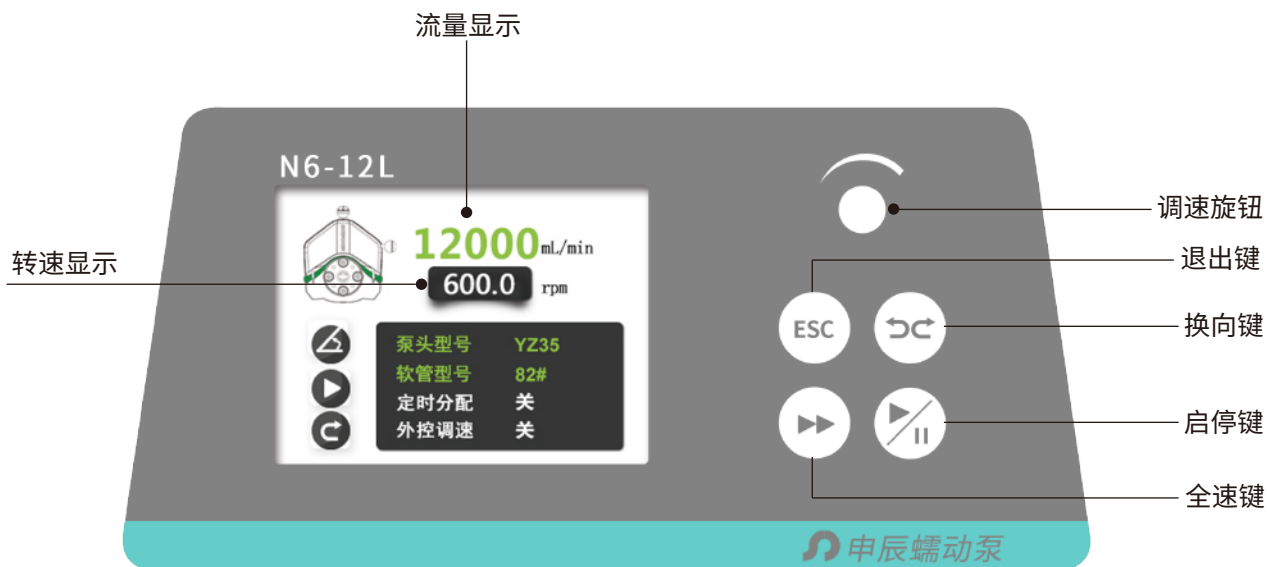 流量显示
N6-12L
12000mL/min
转速显示
600.0 rpm
泵头型号 YZ35
软管型号 82#
定时分配 关
外控调速 关
调速旋钮
退出键
ESC
换向键
启停键
全速键
申辰蠕动泵